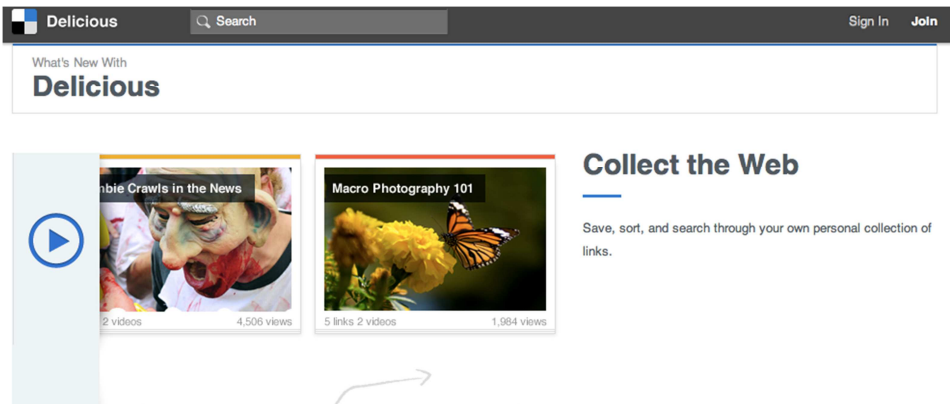 Delicious
Search
Sign In
Join
What's New With
Delicious
Crawls in the News
Macro Photography 101
2 videos
4,506 views
5 links 2 videos
1,984 views
Collect the Web
Save, sort, and search through your own personal collection of
links.